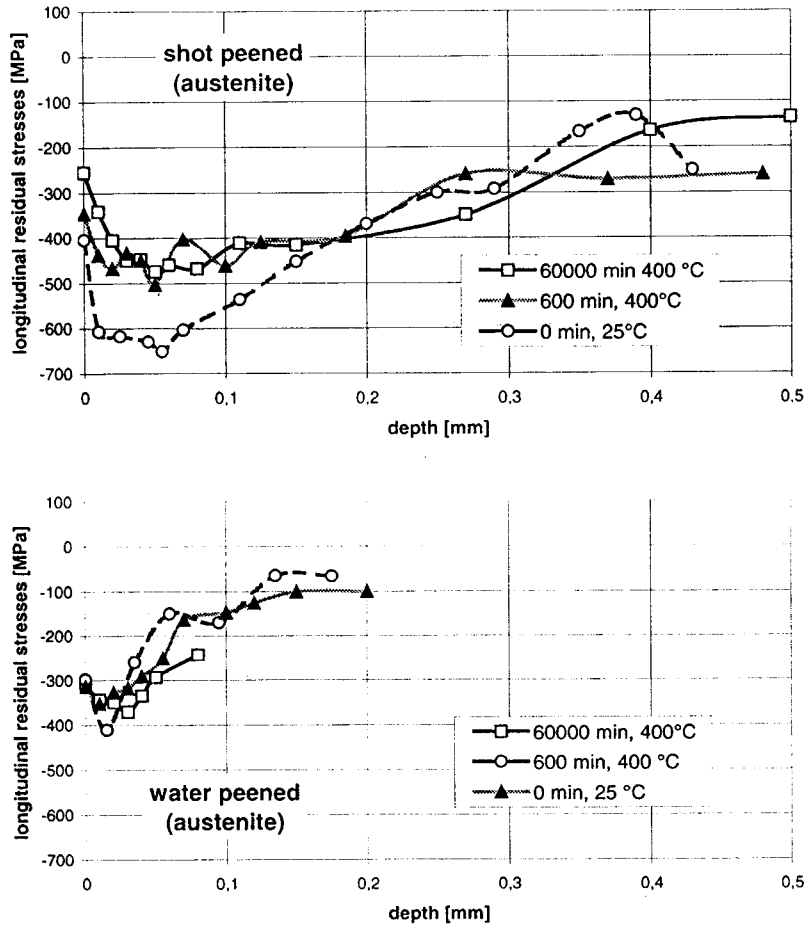 longitudinal residual stresses [MPa]
100
0
-100
-200
-300
-400
-500
-600
-700
shot peened
(austenite)
60000 min 400 °C
600 min, 400°C
0 min, 25°C
0
0,1
0,2
0,3
0,4
0,5
depth [mm]
longitudinal residual stresses [MPa]
100
0
-100
-200
-300
-400
-500
-600
-700
60000 min, 400°C
600 min, 400 °C
0 min, 25 °C
water peened
(austenite)
0
0,1
0,2
0,3
0,4
0,5
depth [mm]